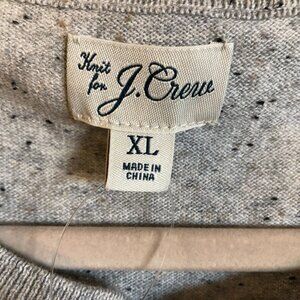 Knit
for J. Crew
XL
MADE IN
CHINA